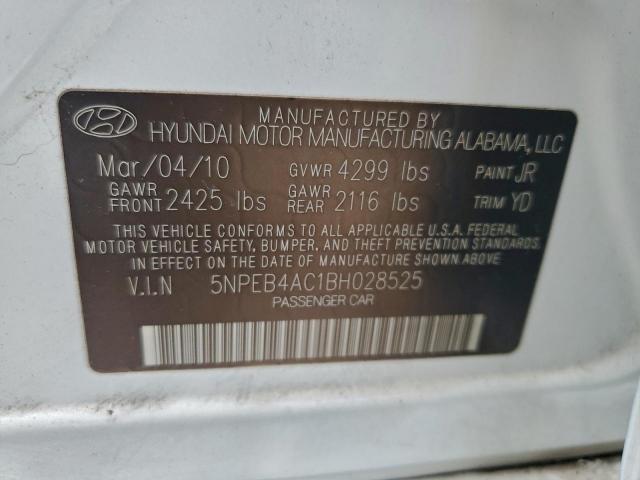 MANUFACTURED BY
HYUNDAI MOTOR MANUFACTURING ALABAMA, LLC
Mar/04/10 GVWR 4299 lbs PAINT JR
GAWR FRONT 2425 lbs GAWR REAR 2116 lbs TRIM YD
THIS VEHICLE CONFORMS TO ALL APPLICABLE U.S.A. FEDERAL
MOTOR VEHICLE SAFETY, BUMPER, AND THEFT PREVENTION STANDARDS
IN EFFECT ON THE DATE OF MANUFACTURE SHOWN ABOVE.
V.I.N 5NPEB4AC1BH028525
PASSENGER CAR